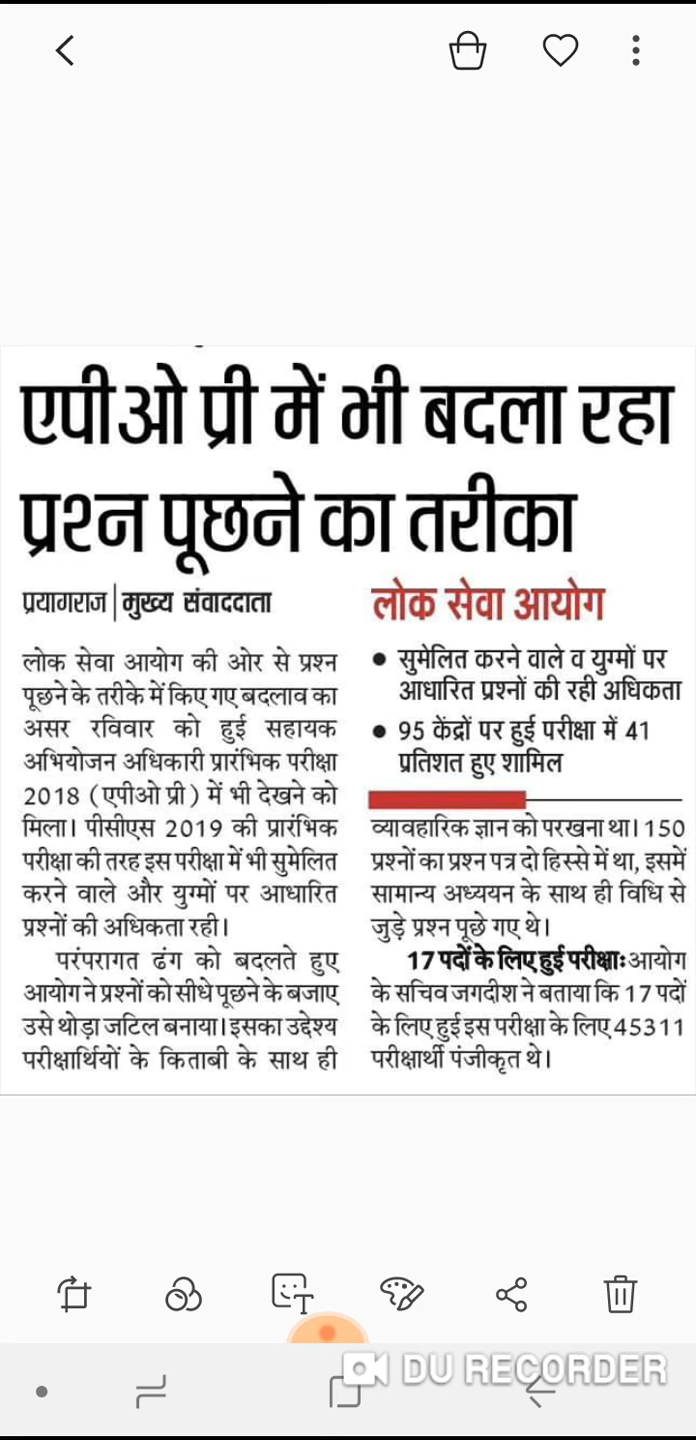 एपीओ प्री में भी बदला रहा
प्रश्न पूछने का तरीका
प्रयागराज | मुख्य संवाददाता
लोक सेवा आयोग की ओर से प्रश्न
पूछने के तरीके में किए गए बदलाव का
असर रविवार को हुई सहायक
अभियोजन अधिकारी प्रारंभिक परीक्षा
2018 (एपीओ प्री) में भी देखने को
मिला। पीसीएस 2019 की प्रारंभिक
परीक्षा की तरह इस परीक्षा में भी सुमेलित
करने वाले और युग्मों पर आधारित
प्रश्नों की अधिकता रही।
परंपरागत ढंग को बदलते हुए
आयोग ने प्रश्नों को सीधे पूछने के बजाए
उसे थोड़ा जटिल बनाया। इसका उद्देश्य
परीक्षार्थियों के किताबी के साथ ही
लोक सेवा आयोग
● सुमेलित करने वाले व युग्मों पर
आधारित प्रश्नों की रही अधिकता
● 95 केंद्रों पर हुई परीक्षा में 41
प्रतिशत हुए शामिल
व्यावहारिक ज्ञान को परखना था। 150
प्रश्नों का प्रश्न पत्र दो हिस्से में था, इसमें
सामान्य अध्ययन के साथ ही विधि से
जुड़े प्रश्न पूछे गए थे।
17 पदों के लिए हुई परीक्षाः आयोग
के सचिव जगदीश ने बताया कि 17 पदों
के लिए हुई इस परीक्षा के लिए 45311
परीक्षार्थी पंजीकृत थे।
T
DU RECORDER